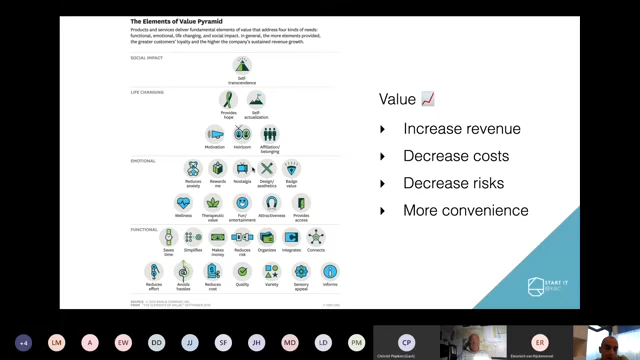 The Elements of Value Pyramid
Products and services deliver fundamental elements of value that address four kinds of needs:
functional, emotional, life changing, and social impact. In general, the more elements provided,
the greater customers' loyalty and the higher the company's sustained revenue growth.
SOCIAL IMPACT
Self-
transcendence
LIFE CHANGING
Provides
hope
Self-
actualization
Motivation
Heirloom
Affiliation/
belonging
EMOTIONAL
Reduces
anxiety
Rewards
me
Nostalgia
Design/
aesthetics
Badge
value
Wellness
Therapeutic
value
Fun/
entertainment
Attractiveness
Provides
access
FUNCTIONAL
Saves
time
Simplifies
Makes
money
Reduces
risk
Organizes
Integrates
Connects
Reduces
effort
Avoids
hassles
Reduces
cost
Quality
Variety
Sensory
appeal
Informs
Value
Increase revenue
Decrease costs
Decrease risks
More convenience
START IT
@K&C
+4
LM
A
EW
DD
JJ
SF
JH
MD
LD
PM
CP
ER